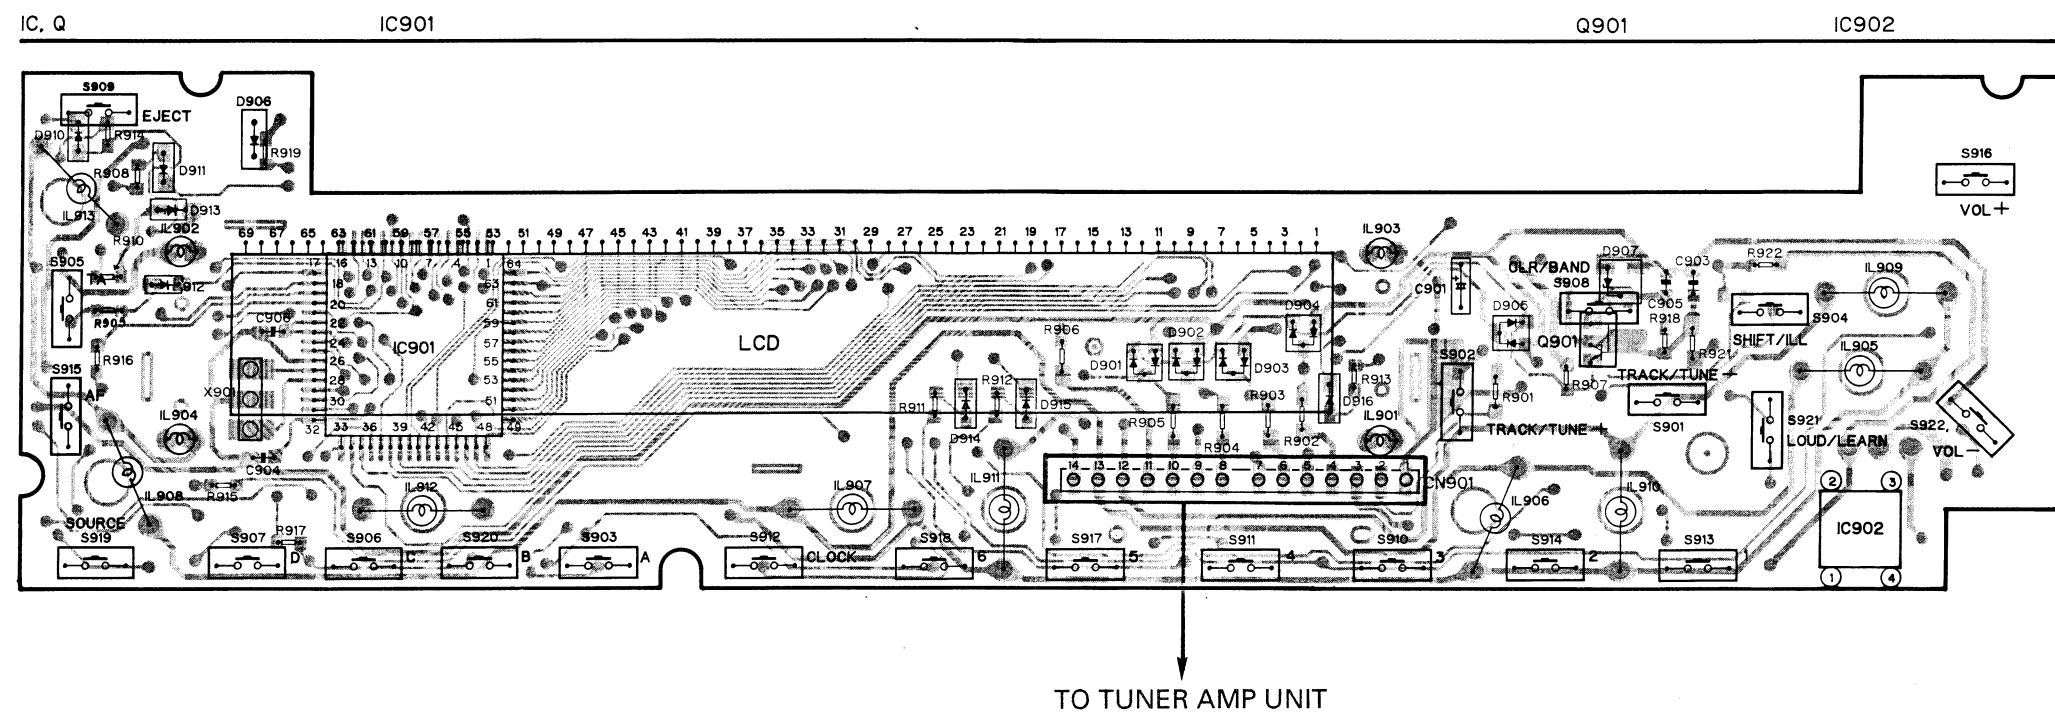 IC, Q IC901 Q901 IC902
S909
EJECT
D906
D910
R914
R919
R908
D911
S916
VOL+
IL913
D913
R910
IL902
S905
TA
R916
S915
AF
IL904
C906
X901
C904
R915
IL908
69 67 65 63 61 59 57 55 53 51 49 47 45 43 41 39 37 35 33 31 29 27 25 23 21 19 17 15 13 11 9 7 5 3 1
17 16 13 10 7 4 1 64
18 63
20 61
22 59
24 57
26 55
28 53
30 51
32 33 36 39 42 45 48 49
IC901
LCD
IL903
C901
CLR/BAND
S908
D907
C903
C905
R922
IL909
D904
R906
D902
D901
D903
D905
Q901
R918
R921
S904
SHIFT/ILL
IL905
S902
R913
D916
R912
R911
D915
D914
R903
R905
R904
R902
IL901
R901
R907
TRACK/TUNE -
TRACK/TUNE +
S901
S921
LOUD/LEARN
S922
VOL-
14 13 12 11 10 9 8 7 6 5 4 3 2 1
CN901
IL912
IL907
IL911
IL906
IL910
2 3
IC902
1 4
SOURCE
S919
S907
D
R917
S906
C
S920
B
S903
A
S912
CLOCK
S918
6
S917
5
S911
4
S910
3
S914
2
S913
1
TO TUNER AMP UNIT